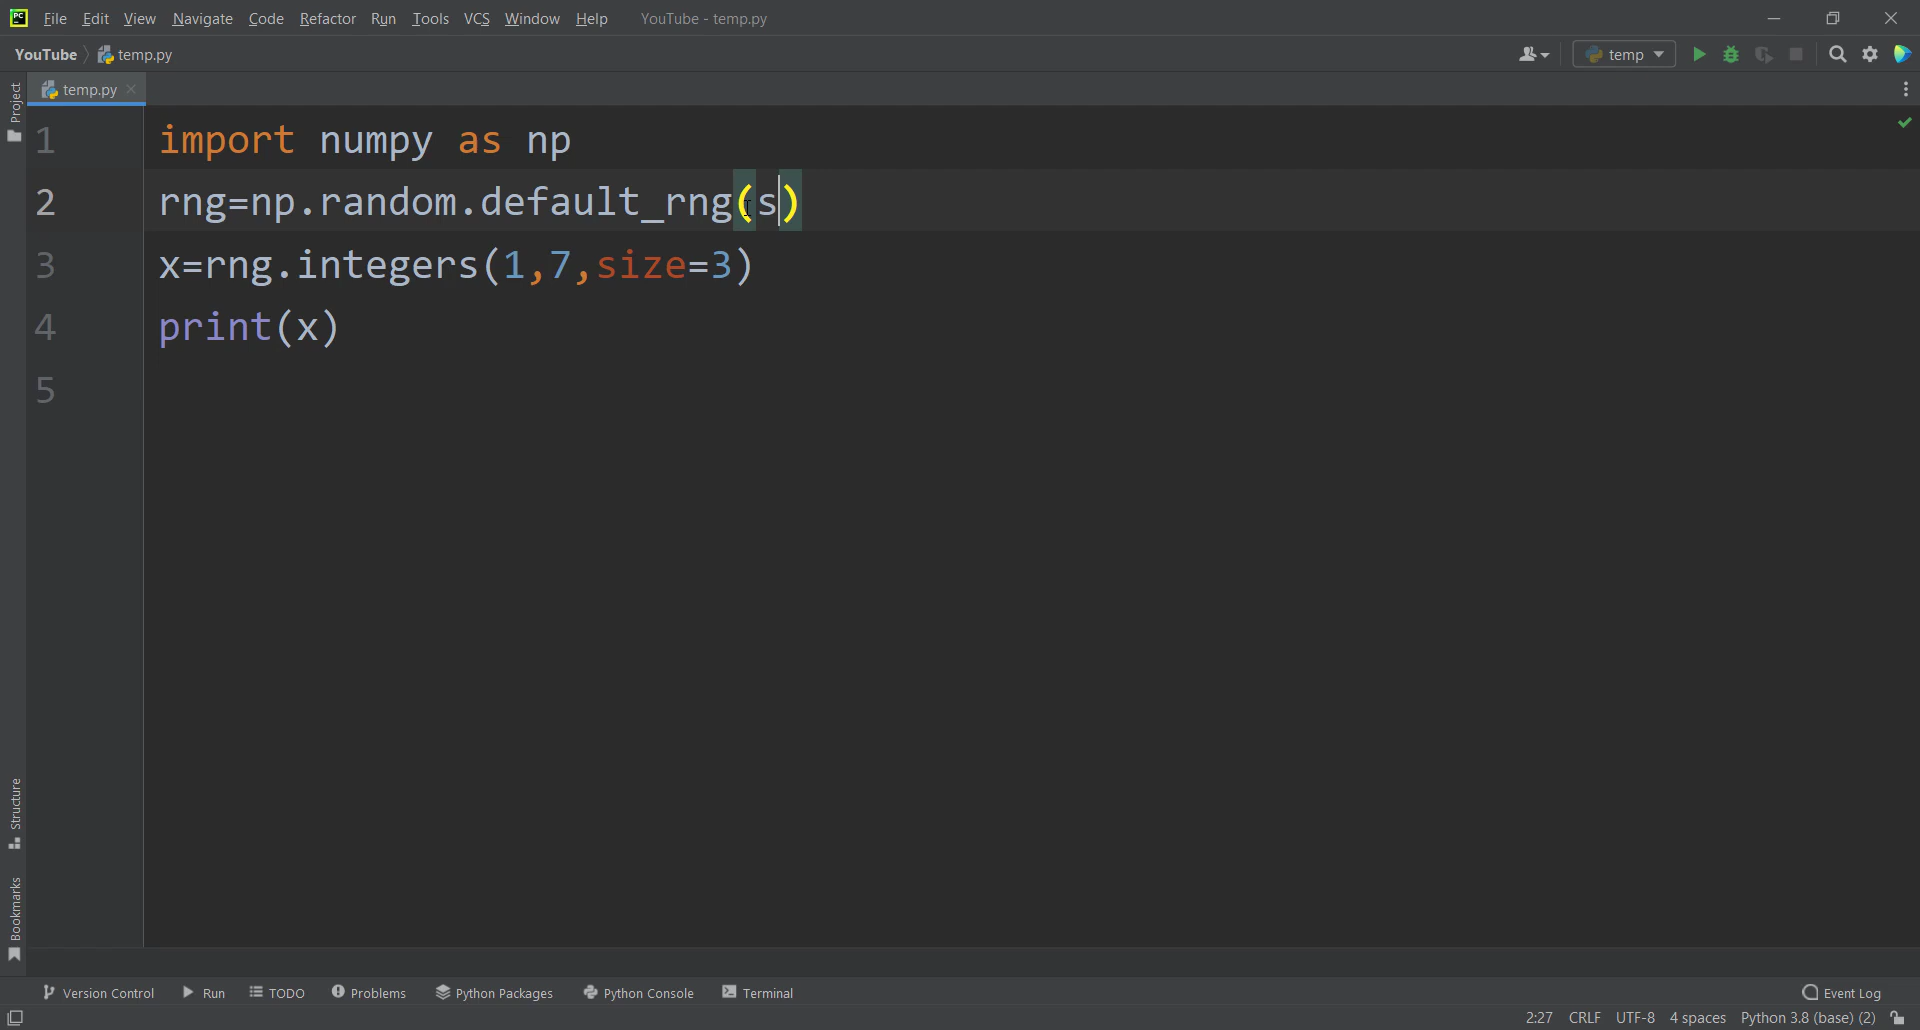 PC File Edit View Navigate Code Refactor Run Tools VCS Window Help YouTube - temp.py
YouTube temp.py temp
Project temp.py
1 import numpy as np
2 rng=np.random.default_rng(s)
3 x=rng.integers(1,7,size=3)
4 print(x)
5
Structure
Bookmarks
Version Control Run TODO Problems Python Packages Python Console Terminal Event Log
2:27 CRLF UTF-8 4 spaces Python 3.8 (base) (2)